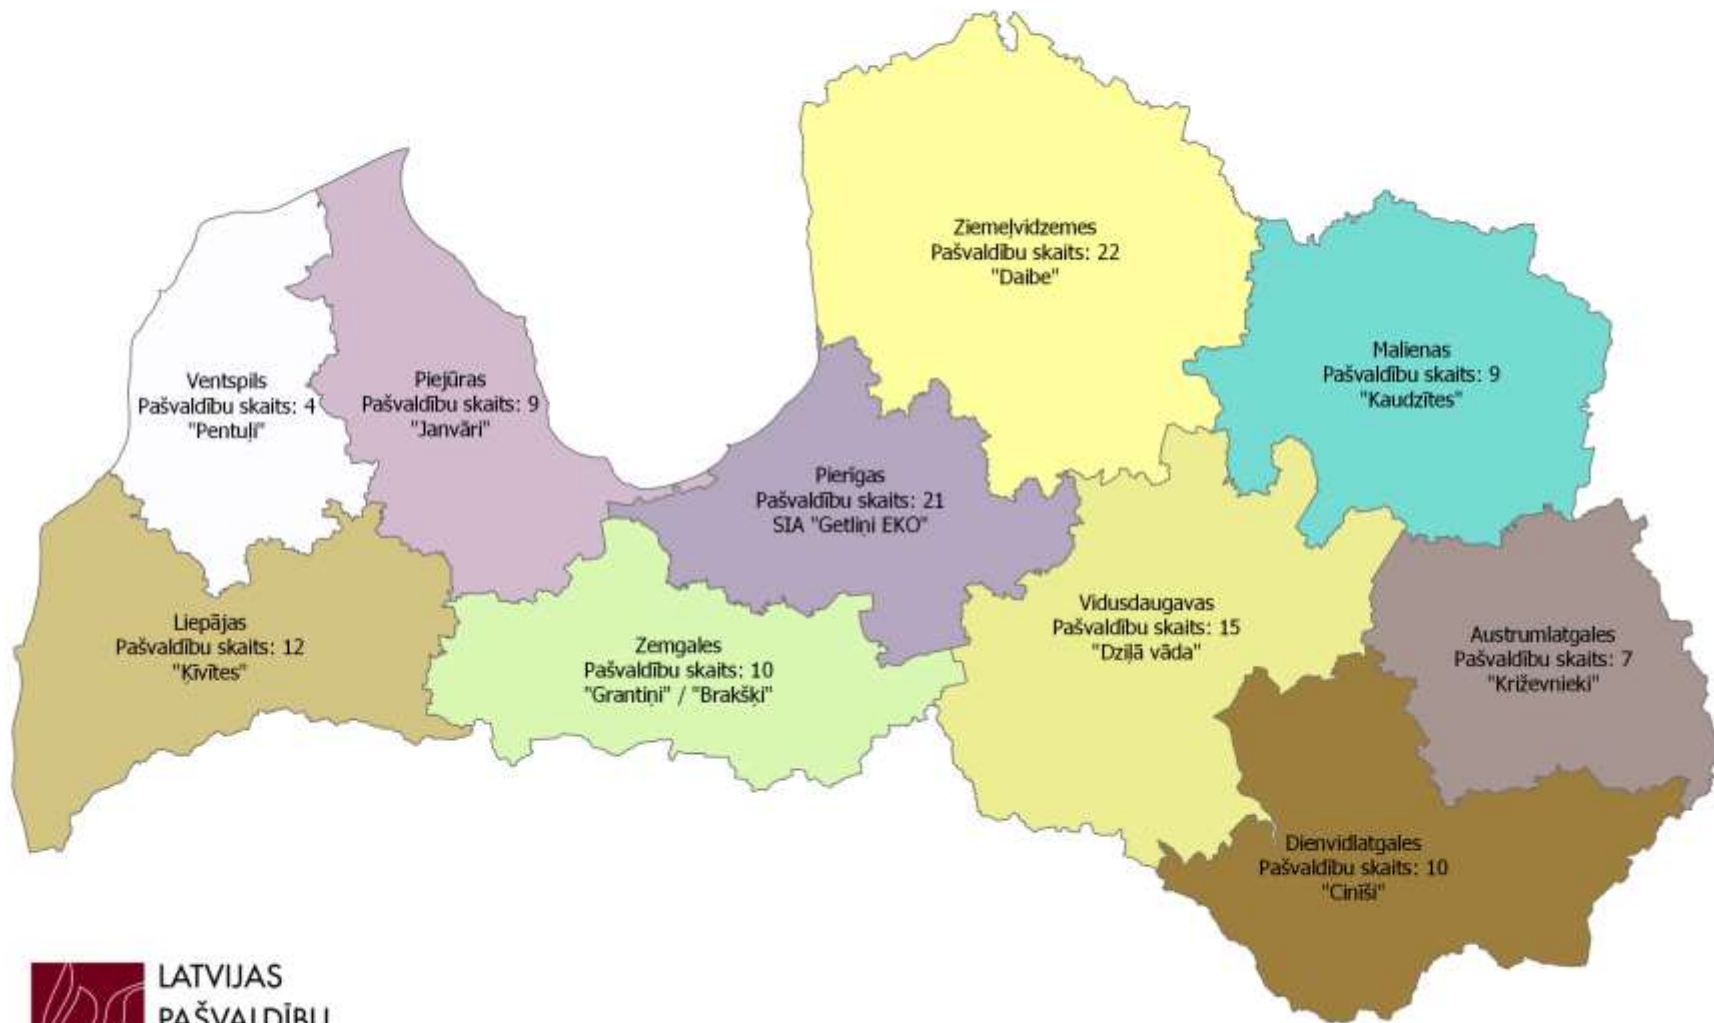 Ziemeļvidzemes
Pašvaldību skaits: 22
"Daibe"
Malienas
Pašvaldību skaits: 9
"Kaudzītes"
Ventspils
Pašvaldību skaits: 4
"Pentuļi"
Piejūras
Pašvaldību skaits: 9
"Janvāri"
Pierīgas
Pašvaldību skaits: 21
SIA "Getliņi EKO"
Liepājas
Pašvaldību skaits: 12
"Ķīvītes"
Zemgales
Pašvaldību skaits: 10
"Grantiņi" / "Brakšķi"
Vidusdaugavas
Pašvaldību skaits: 15
"Dziļā vāda"
Austrumlatgales
Pašvaldību skaits: 7
"Križevnieki"
Dienvidlatgales
Pašvaldību skaits: 10
"Cinīši"
LATVIJAS
PAŠVALDĪBU